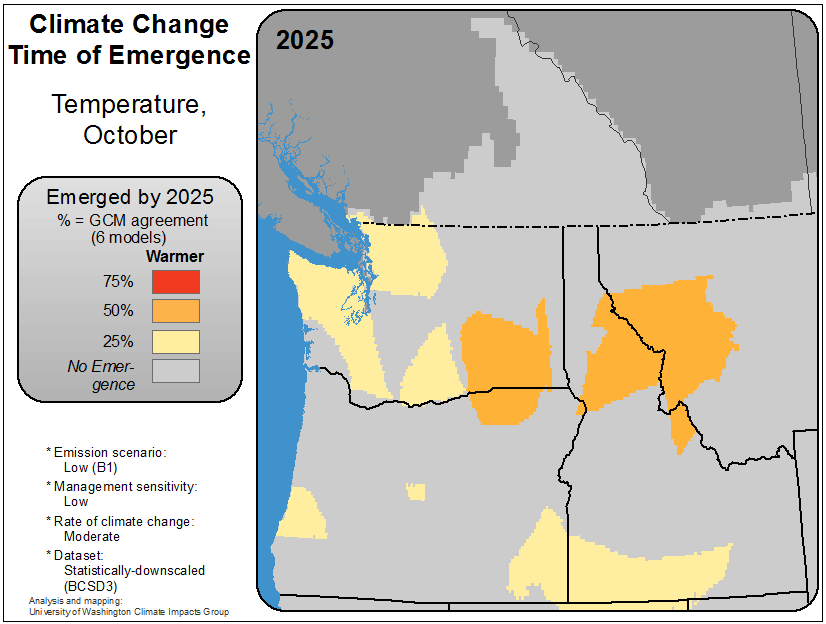 Climate Change
Time of Emergence
Temperature,
October
2025
Emerged by 2025
% = GCM agreement
(6 models)
Warmer
75%
50%
25%
No Emer-
gence
* Emission scenario:
Low (B1)
* Management sensitivity:
Low
* Rate of climate change:
Moderate
* Dataset:
Statistically-downscaled
(BCSD3)
Analysis and mapping:
University of Washington Climate Impacts Group